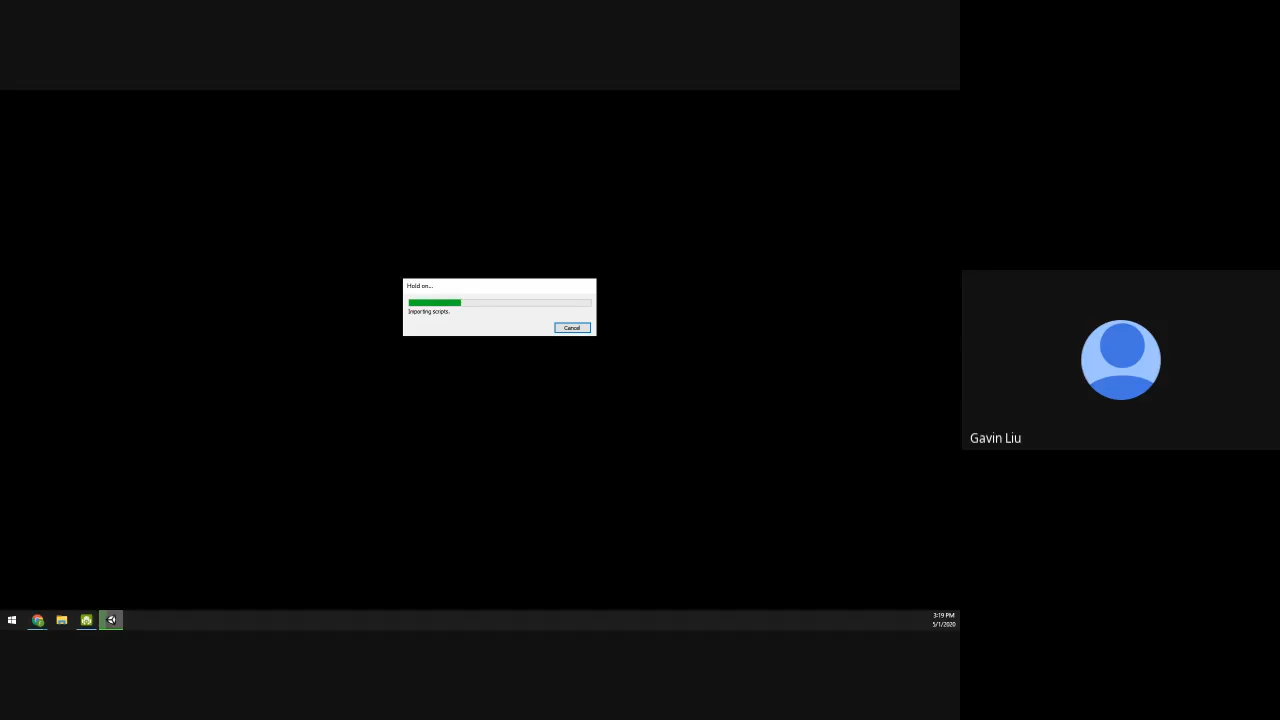 Hold on...
Importing scripts.
Cancel
Gavin Liu
3:19 PM
5/1/2020